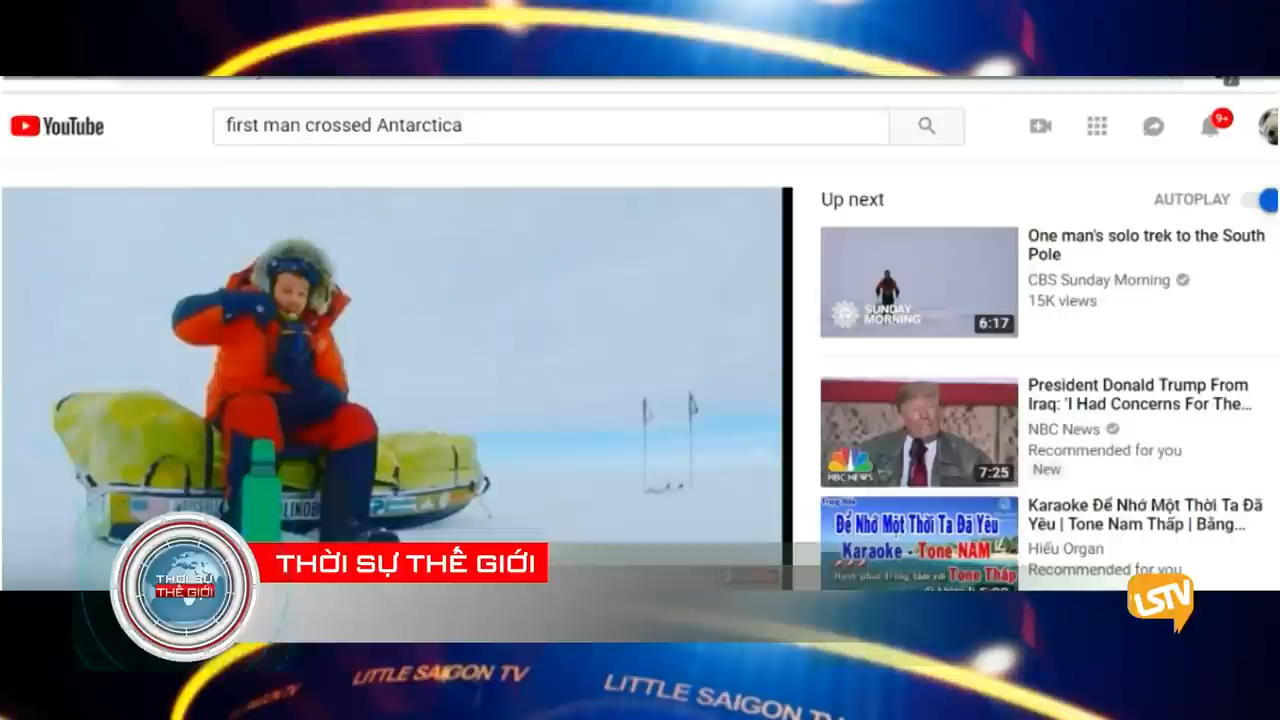 YouTube
first man crossed Antarctica
9+
Up next
AUTOPLAY
One man's solo trek to the South
Pole
CBS Sunday Morning
15K views
SUNDAY
MORNING
6:17
President Donald Trump From
Iraq: 'I Had Concerns For The...
NBC News
Recommended for you
New
NBC NEWS
7:25
Karaoke Để Nhớ Một Thời Ta Đã
Yêu | Tone Nam Thấp | Bằng...
Hiếu Organ
Recommended for you
Để Nhớ Một Thời Ta Đã Yêu
Karaoke - Tone NAM
Tone Thấp
THỜI SỰ THẾ GIỚI
THỜI SỰ
THẾ GIỚI
LSTV
LITTLE SAIGON TV
LITTLE SAIGON TV